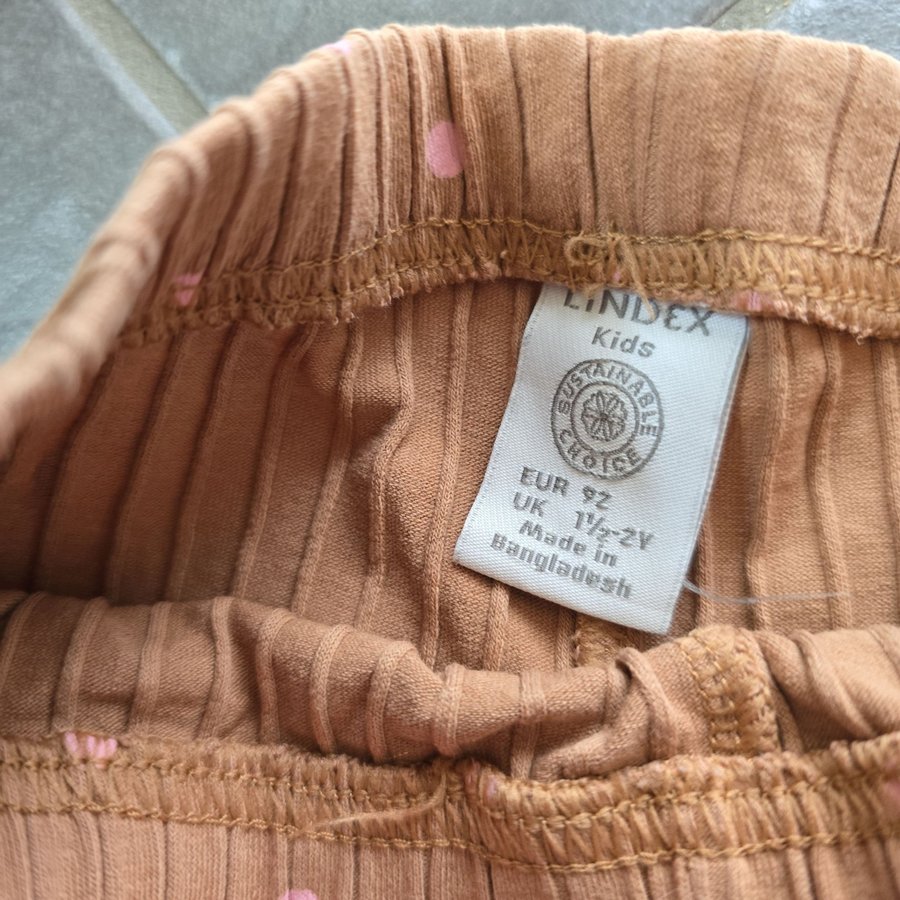 LiNDEX
Kids
SUSTAINABLE
CHOICE
EUR 92
UK 1½-2Y
Made in
Bangladesh